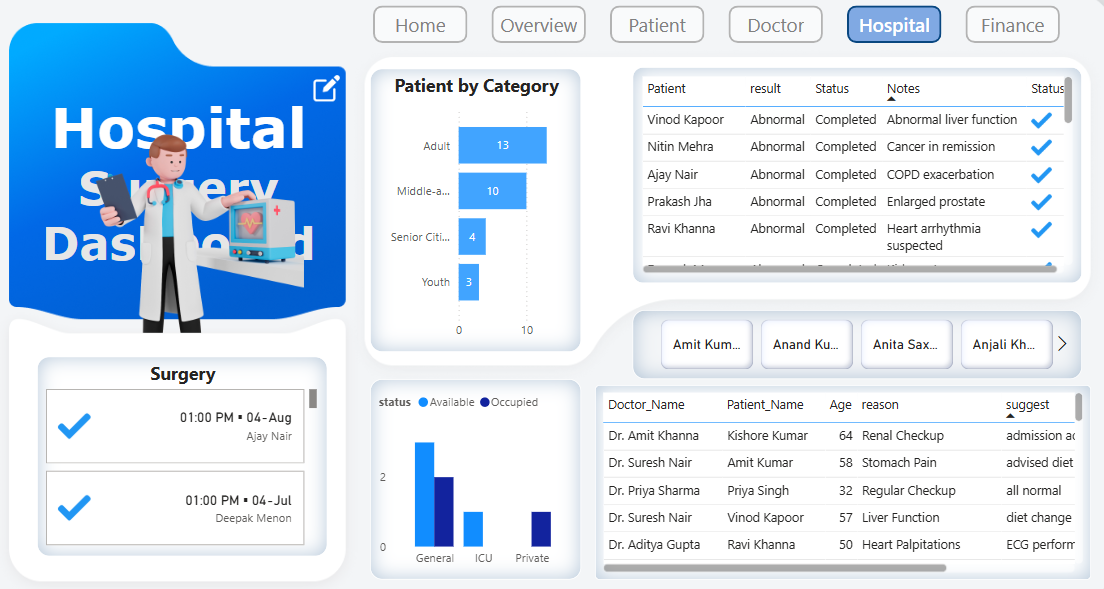 Home Overview Patient Doctor Hospital Finance
Hospital
Surgery
Dashboard
Surgery
01:00 PM ▪ 04-Aug
Ajay Nair
01:00 PM ▪ 04-Jul
Deepak Menon
Patient by Category
Adult 13
Middle-a... 10
Senior Citi... 4
Youth 3
0 10
Patient result Status Notes Status
Vinod Kapoor Abnormal Completed Abnormal liver function
Nitin Mehra Abnormal Completed Cancer in remission
Ajay Nair Abnormal Completed COPD exacerbation
Prakash Jha Abnormal Completed Enlarged prostate
Ravi Khanna Abnormal Completed Heart arrhythmia
suspected
Amit Kum... Anand Ku... Anita Sax... Anjali Kh...
status Available Occupied
2
0
General ICU Private
Doctor_Name Patient_Name Age reason suggest
Dr. Amit Khanna Kishore Kumar 64 Renal Checkup admission
Dr. Suresh Nair Amit Kumar 58 Stomach Pain advised diet
Dr. Priya Sharma Priya Singh 32 Regular Checkup all normal
Dr. Suresh Nair Vinod Kapoor 57 Liver Function diet change
Dr. Aditya Gupta Ravi Khanna 50 Heart Palpitations ECG perform